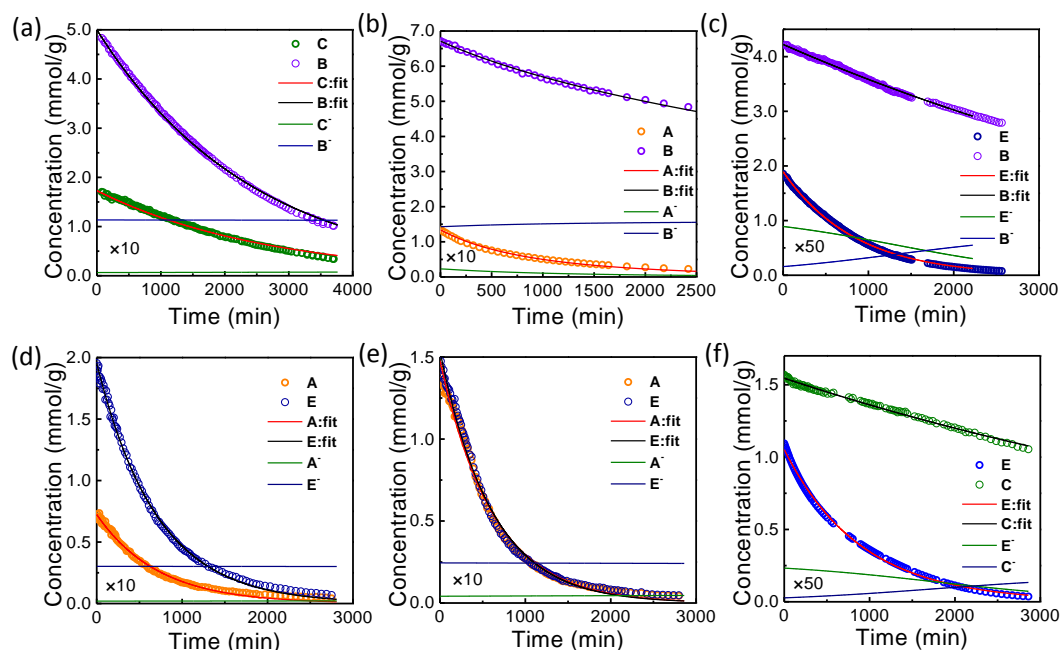 (a)
5.0
4.0
3.0
2.0
1.0
0.0
Concentration (mmol/g)
C
B
C:fit
B:fit
C⁻
B⁻
×10
0 1000 2000 3000 4000
Time (min)
(b)
7.0
6.0
5.0
4.0
3.0
2.0
1.0
0.0
Concentration (mmol/g)
A
B
A:fit
B:fit
A⁻
B⁻
×10
0 500 1000 1500 2000 2500
Time (min)
(c)
4.0
3.0
2.0
1.0
0.0
Concentration (mmol/g)
E
B
E:fit
B:fit
E⁻
B⁻
×50
0 1000 2000 3000
Time (min)
(d)
2.0
1.5
1.0
0.5
0.0
Concentration (mmol/g)
A
E
A:fit
E:fit
A⁻
E⁻
×10
0 1000 2000 3000
Time (min)
(e)
1.5
1.0
0.5
0.0
Concentration (mmol/g)
A
E
A:fit
E:fit
A⁻
E⁻
×10
0 1000 2000 3000
Time (min)
(f)
1.5
1.0
0.5
0.0
Concentration (mmol/g)
E
C
E:fit
C:fit
E⁻
C⁻
×50
0 1000 2000 3000
Time (min)